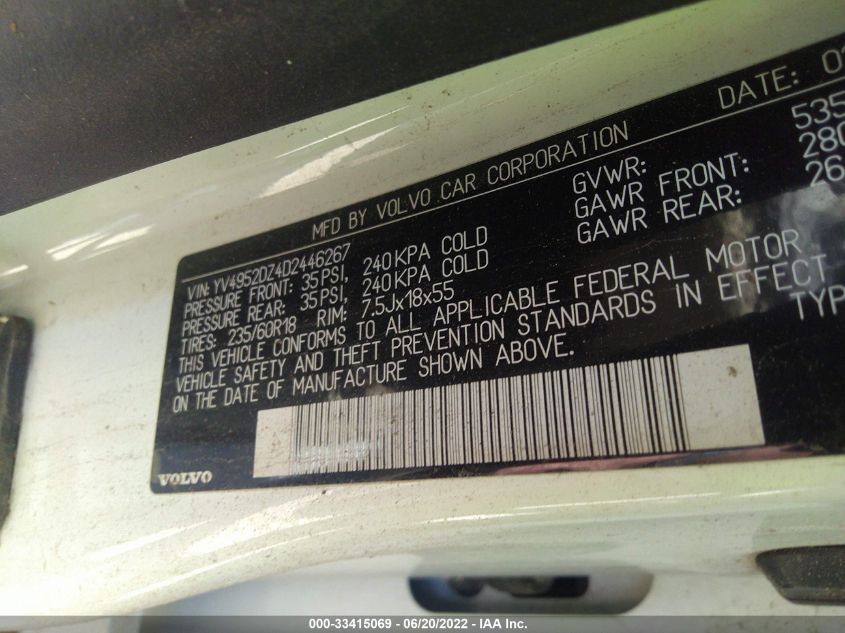 MFD BY VOLVO CAR CORPORATION DATE:
VIN: YV4952DZ4D2446267 GVWR: 535
PRESSURE FRONT: 35PSI, 240KPA COLD GAWR FRONT: 280
PRESSURE REAR: 35PSI, 240KPA COLD GAWR REAR: 26
TIRES: 235/60R18 RIM: 7.5Jx18x55
THIS VEHICLE CONFORMS TO ALL APPLICABLE FEDERAL MOTOR
VEHICLE SAFETY AND THEFT PREVENTION STANDARDS IN EFFECT
ON THE DATE OF MANUFACTURE SHOWN ABOVE. TYP
VOLVO
000-33415069 - 06/20/2022 - IAA Inc.